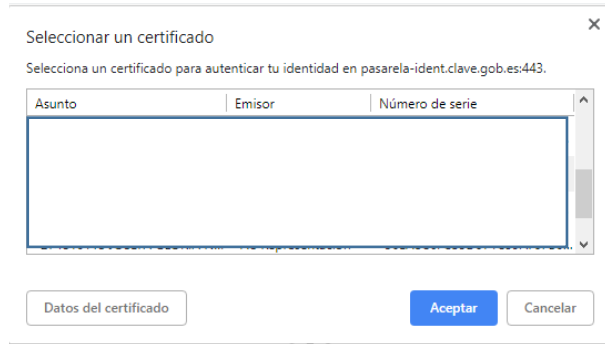 Seleccionar un certificado
Selecciona un certificado para autenticar tu identidad en pasarela-ident.clave.gob.es:443.
Asunto Emisor Número de serie
Datos del certificado Aceptar Cancelar